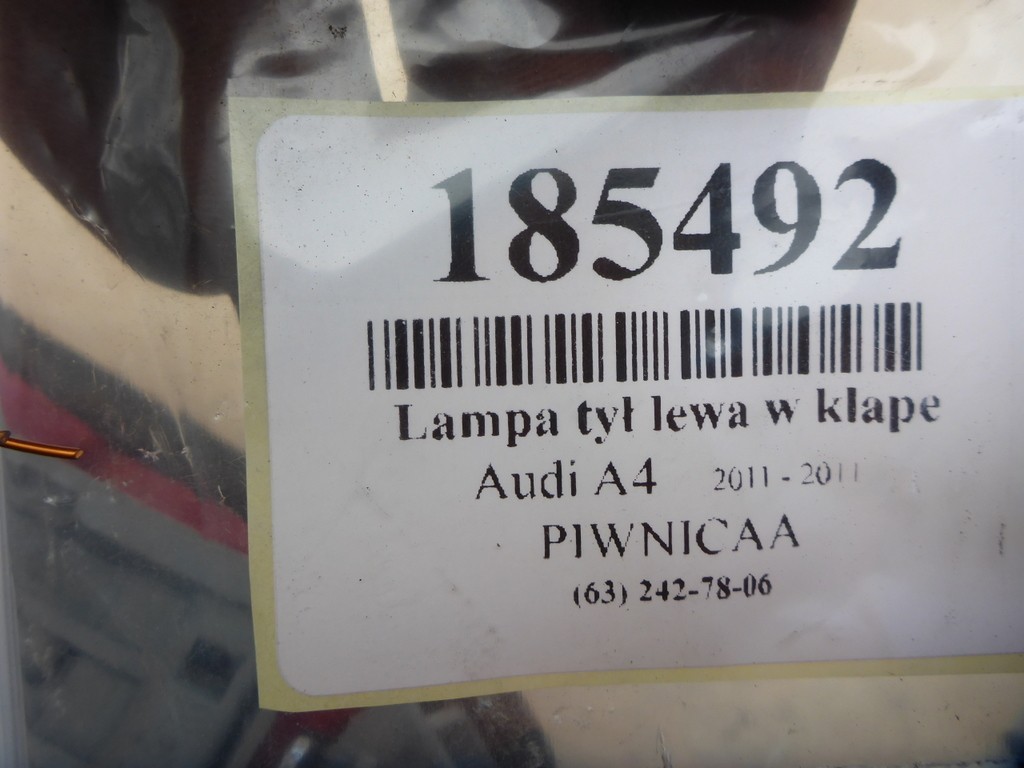 185492
Lampa tył lewa w klape
Audi A4 2011 - 2011
PIWNICAA
(63) 242-78-06